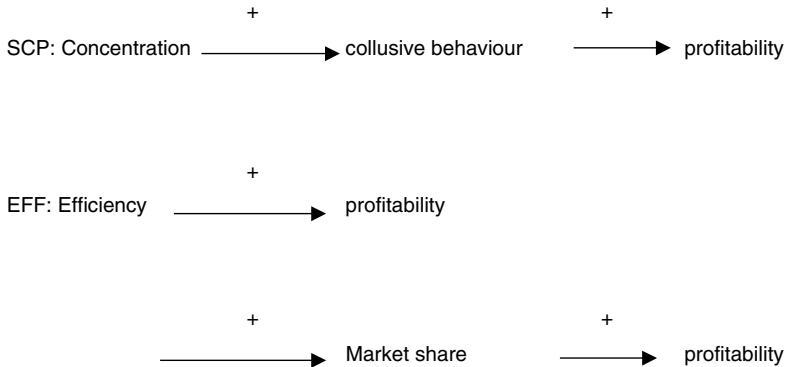 + +
SCP: Concentration collusive behaviour profitability
+
EFF: Efficiency profitability
+ +
Market share profitability